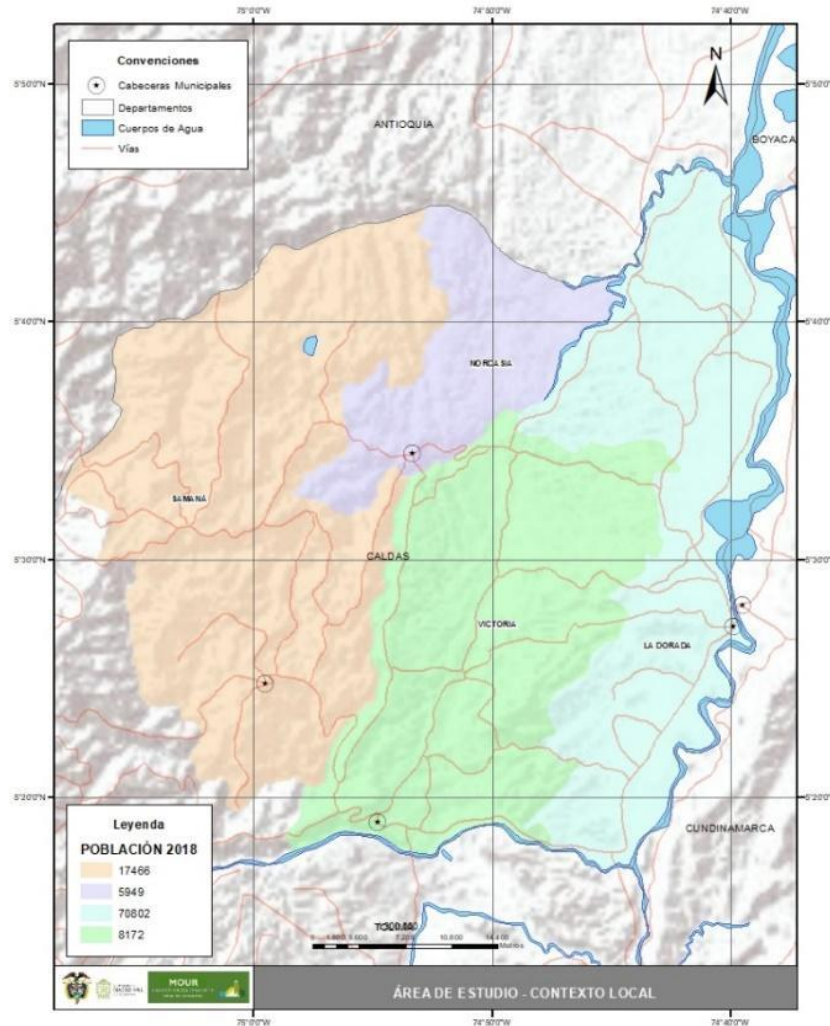 75°0'0"W 74°50'0"W 74°40'0"W
Convenciones
Cabeceras Municipales
Departamentos
Cuerpos de Agua
Vías
N
5°50'0"N 5°50'0"N
ANTIOQUIA
BOYACA
5°40'0"N 5°40'0"N
NORCASIA
SAMANÁ
5°30'0"N 5°30'0"N
CALDAS
VICTORIA
LA DORADA
5°20'0"N 5°20'0"N
CUNDINAMARCA
Leyenda
POBLACIÓN 2018
17466
5949
70802
8172
Metros
MOUR
ÁREA DE ESTUDIO - CONTEXTO LOCAL
75°0'0"W 74°50'0"W 74°40'0"W